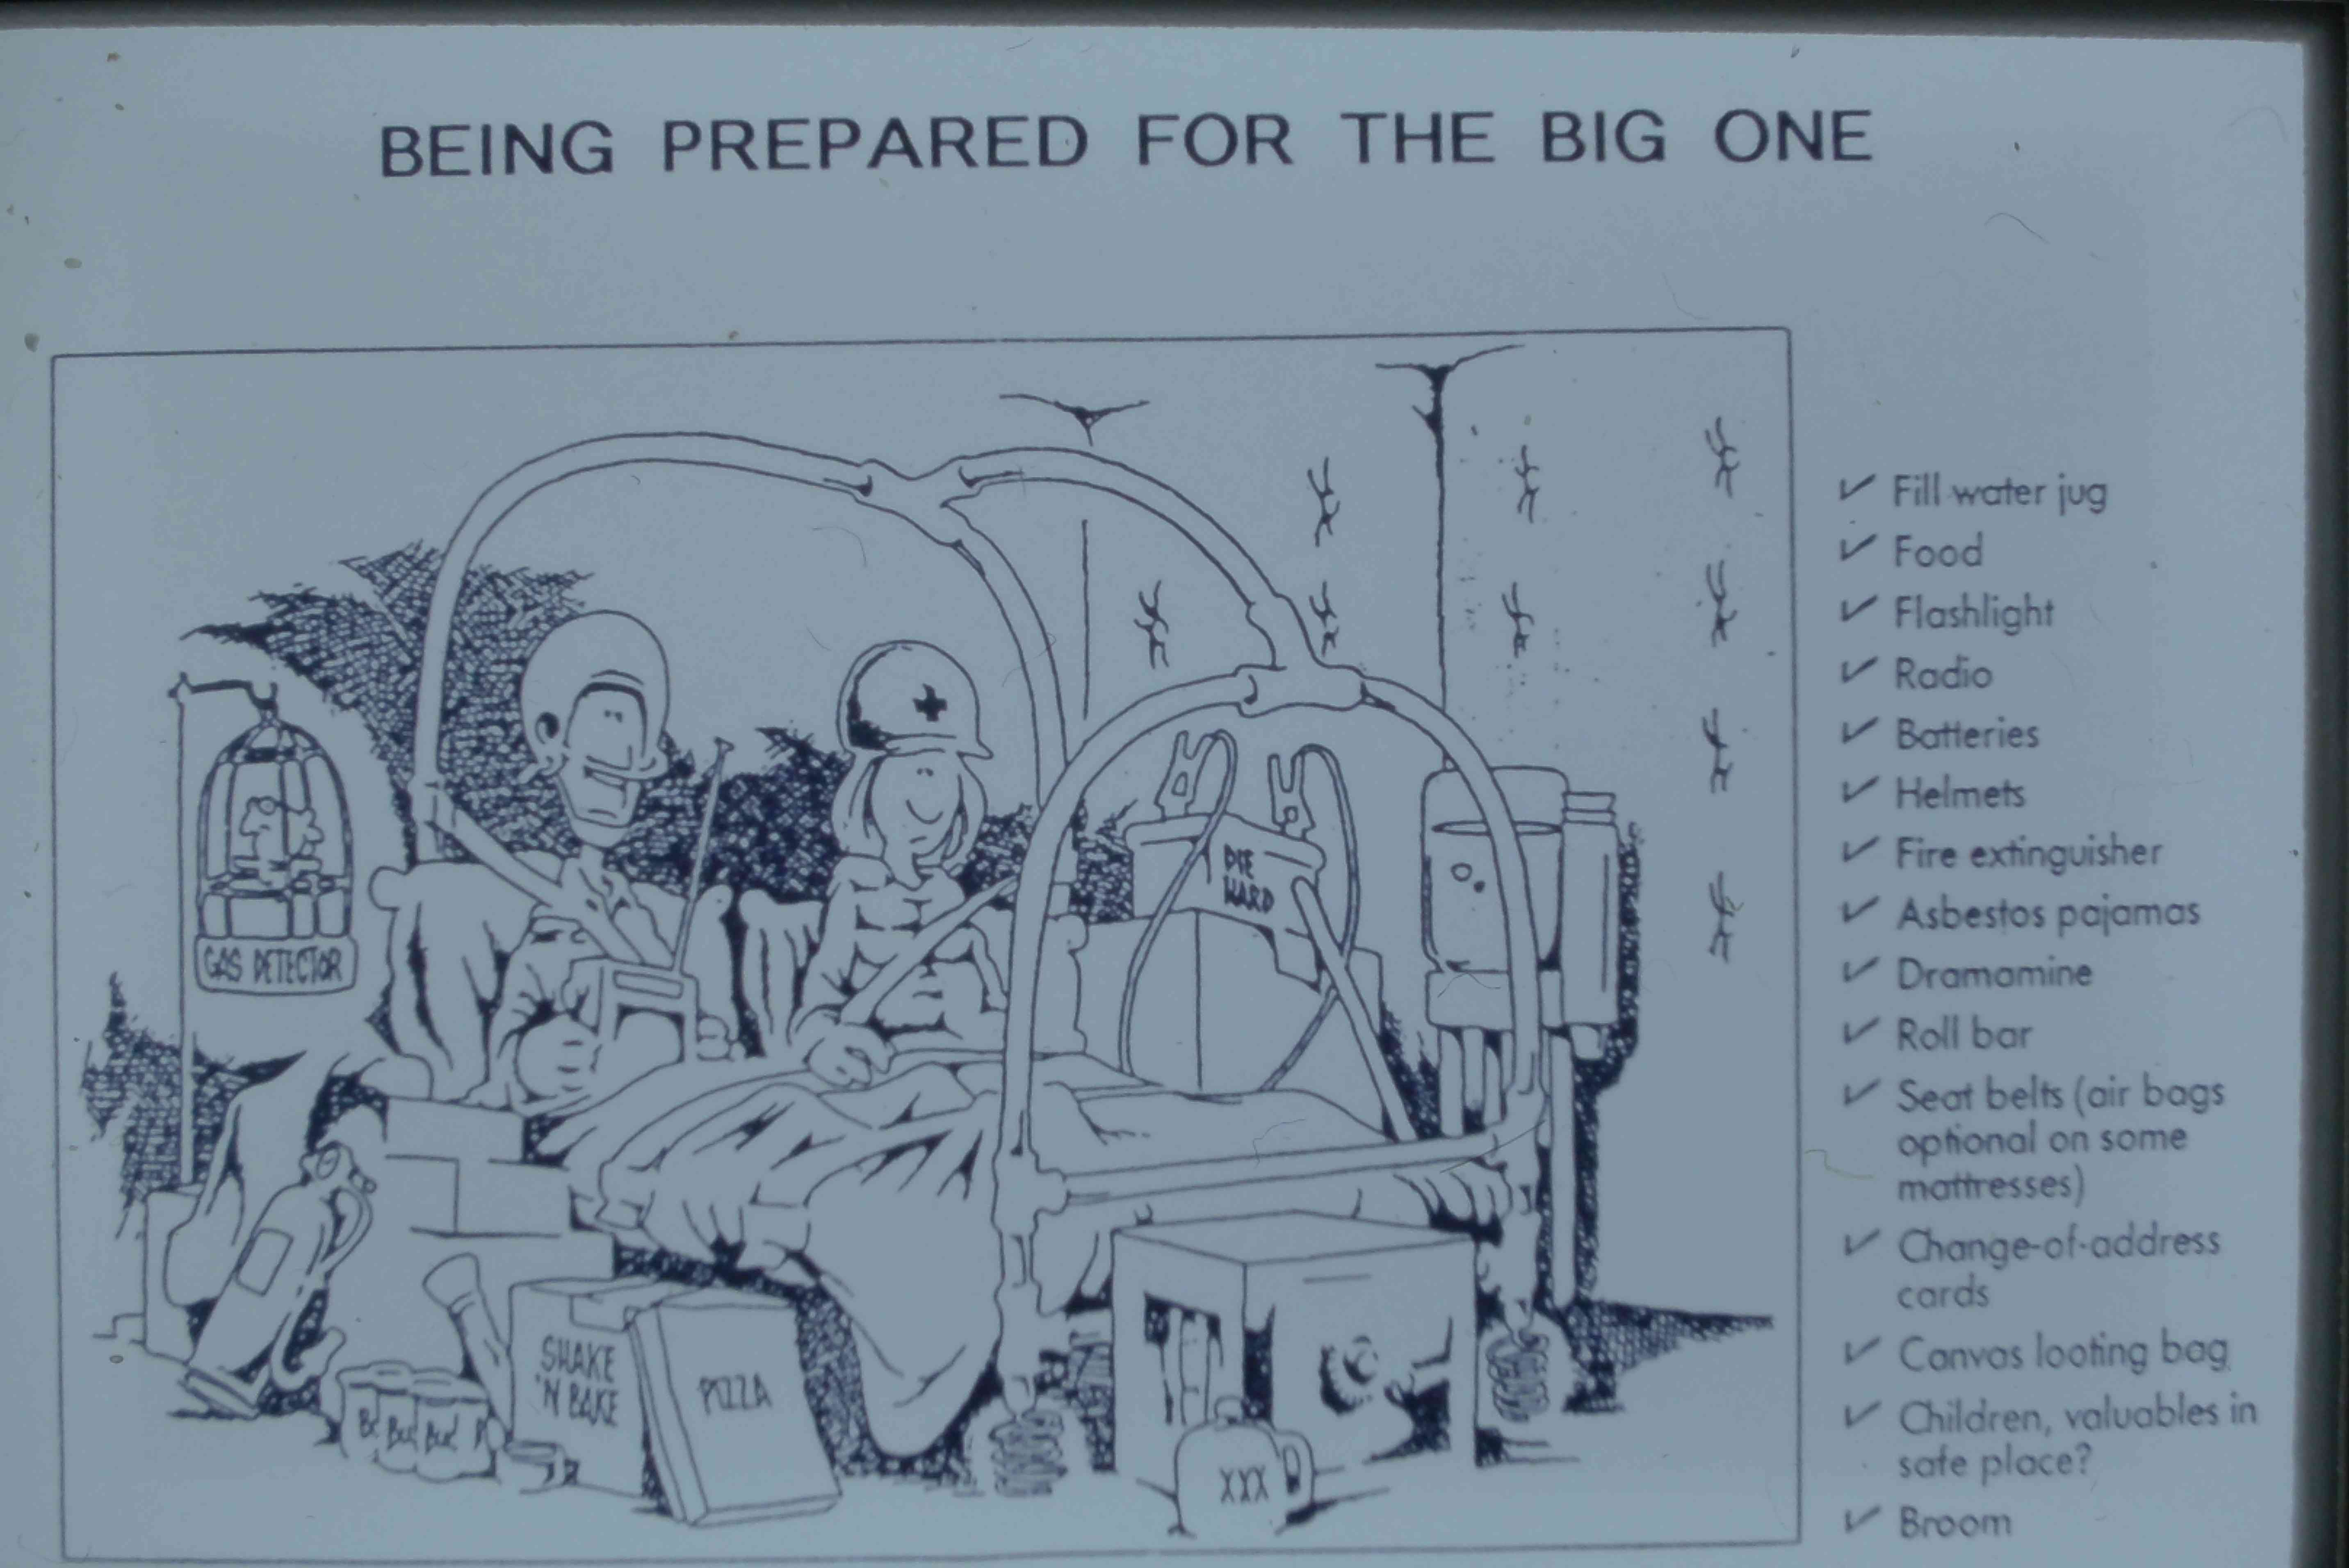 BEING PREPARED FOR THE BIG ONE
GAS DETECTOR
DIE
HARD
SHAKE
'N BAKE
PIZZA
Bud Bud
XXX
✓ Fill water jug
✓ Food
✓ Flashlight
✓ Radio
✓ Batteries
✓ Helmets
✓ Fire extinguisher
✓ Asbestos pajamas
✓ Dramamine
✓ Roll bar
✓ Seat belts (air bags
optional on some
mattresses)
✓ Change-of-address
cards
✓ Canvas looting bag
✓ Children, valuables in
safe place?
✓ Broom